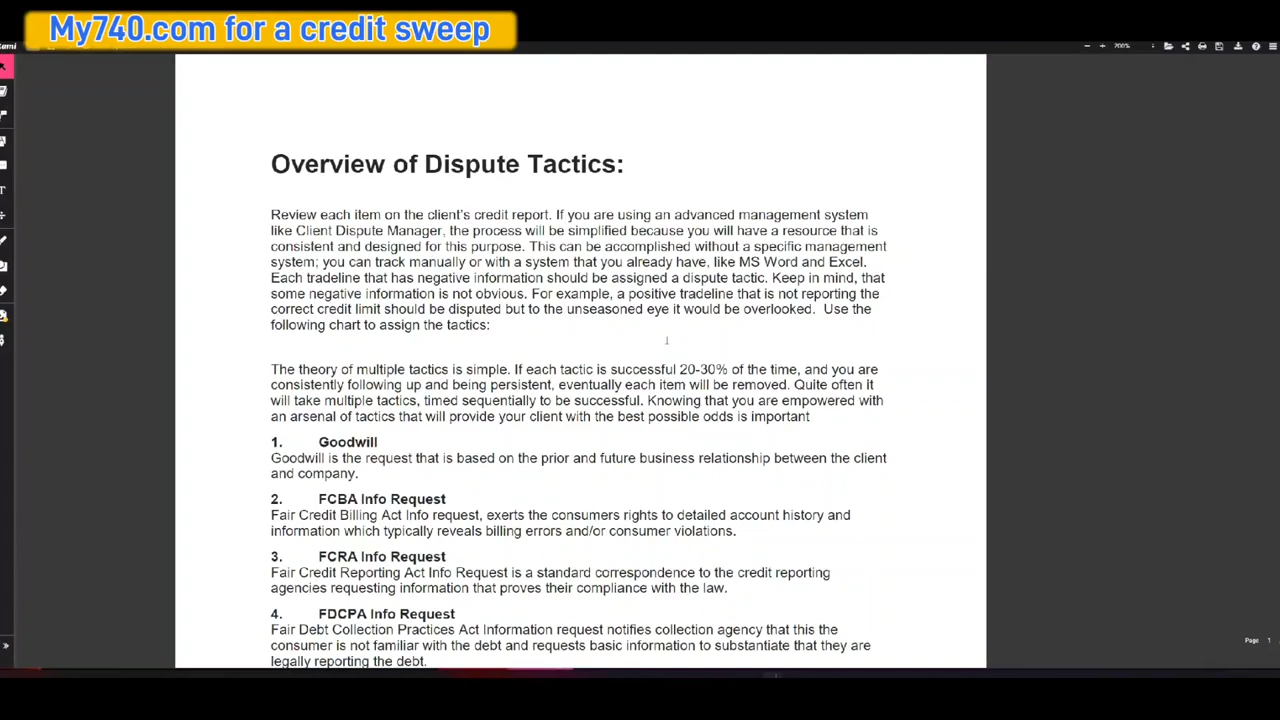 My740.com for a credit sweep
200%
Overview of Dispute Tactics:
Review each item on the client's credit report. If you are using an advanced management system
like Client Dispute Manager, the process will be simplified because you will have a resource that is
consistent and designed for this purpose. This can be accomplished without a specific management
system; you can track manually or with a system that you already have, like MS Word and Excel.
Each tradeline that has negative information should be assigned a dispute tactic. Keep in mind, that
some negative information is not obvious. For example, a positive tradeline that is not reporting the
correct credit limit should be disputed but to the unseasoned eye it would be overlooked.  Use the
following chart to assign the tactics:
The theory of multiple tactics is simple. If each tactic is successful 20-30% of the time, and you are
consistently following up and being persistent, eventually each item will be removed. Quite often it
will take multiple tactics, timed sequentially to be successful. Knowing that you are empowered with
an arsenal of tactics that will provide your client with the best possible odds is important
1. Goodwill
Goodwill is the request that is based on the prior and future business relationship between the client
and company.
2. FCBA Info Request
Fair Credit Billing Act Info request, exerts the consumers rights to detailed account history and
information which typically reveals billing errors and/or consumer violations.
3. FCRA Info Request
Fair Credit Reporting Act Info Request is a standard correspondence to the credit reporting
agencies requesting information that proves their compliance with the law.
4. FDCPA Info Request
Fair Debt Collection Practices Act Information request notifies collection agency that this the
consumer is not familiar with the debt and requests basic information to substantiate that they are
legally reporting the debt.
Page 1